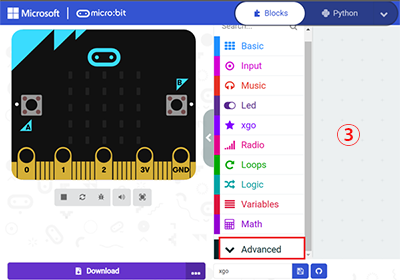 Microsoft micro:bit Blocks Python
Search...
Basic
Input
Music
Led
xgo
Radio
Loops
Logic
Variables
Math
Advanced
③
A
B
0 1 2 3V GND
Download ...
xgo